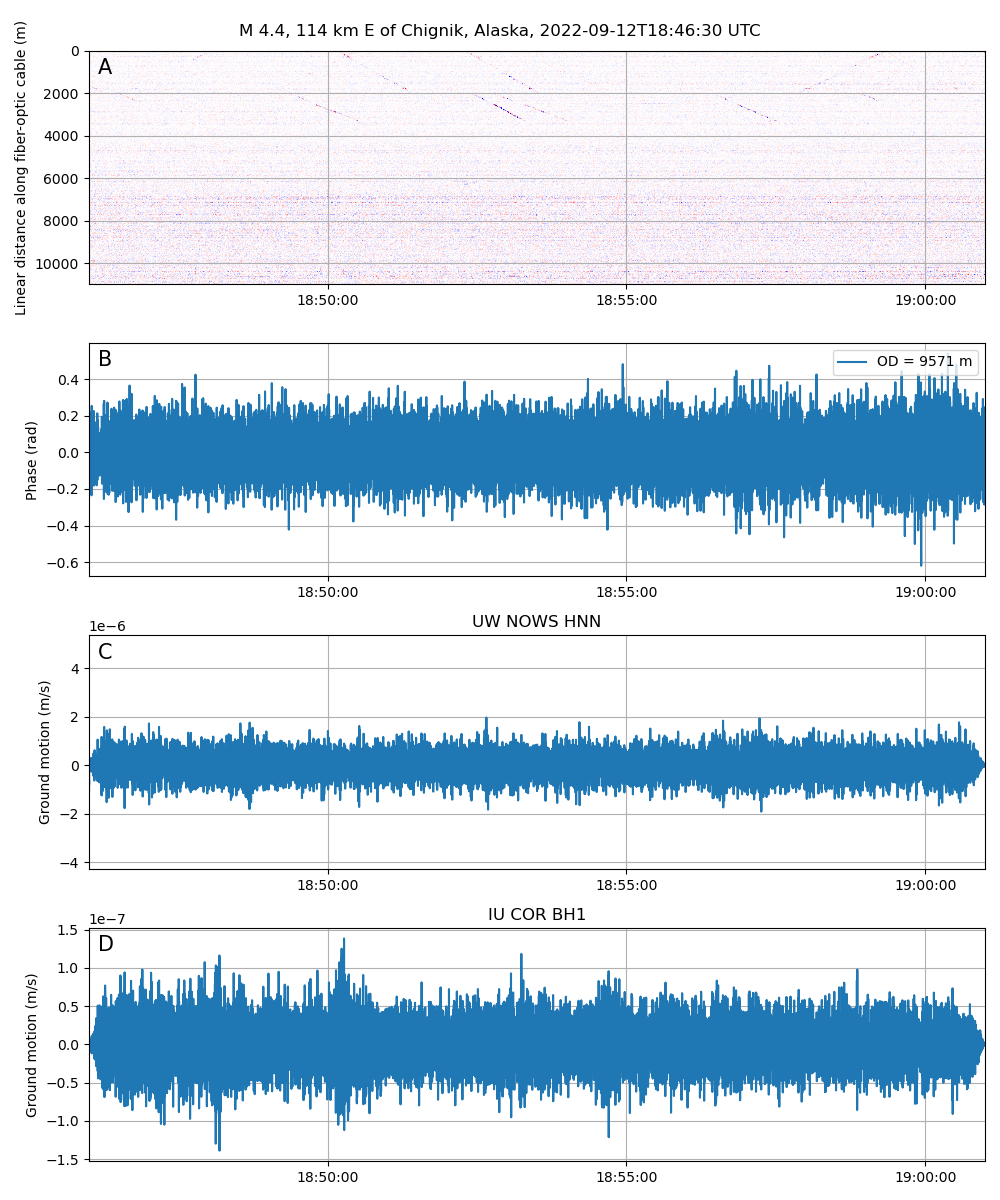 M 4.4, 114 km E of Chignik, Alaska, 2022-09-12T18:46:30 UTC
Linear distance along fiber-optic cable (m)
A
0
2000
4000
6000
8000
10000
18:50:00 18:55:00 19:00:00
B
OD = 9571 m
Phase (rad)
0.4
0.2
0.0
−0.2
−0.4
−0.6
18:50:00 18:55:00 19:00:00
UW NOWS HNN
1e−6
C
Ground motion (m/s)
4
2
0
−2
−4
18:50:00 18:55:00 19:00:00
IU COR BH1
1e−7
D
Ground motion (m/s)
1.5
1.0
0.5
0.0
−0.5
−1.0
−1.5
18:50:00 18:55:00 19:00:00